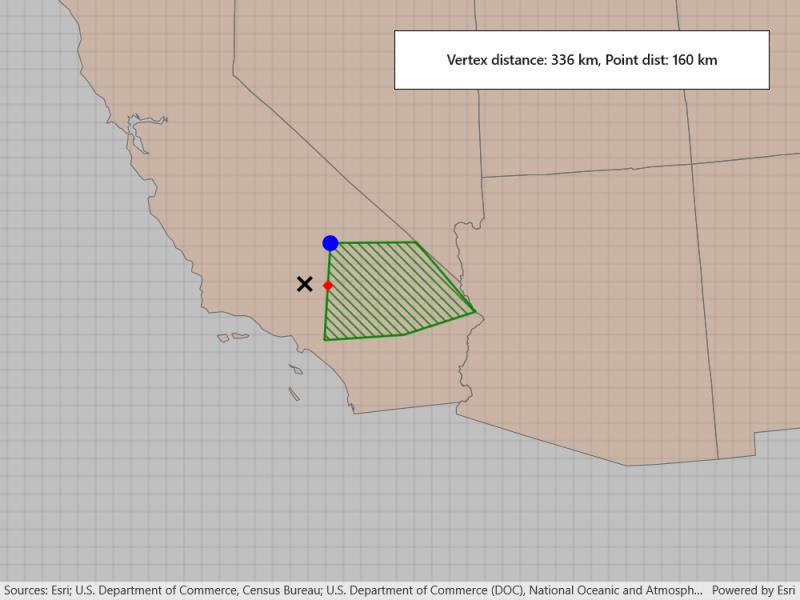 Vertex distance: 336 km, Point dist: 160 km
Sources: Esri; U.S. Department of Commerce, Census Bureau; U.S. Department of Commerce (DOC), National Oceanic and Atmosph... Powered by Esri